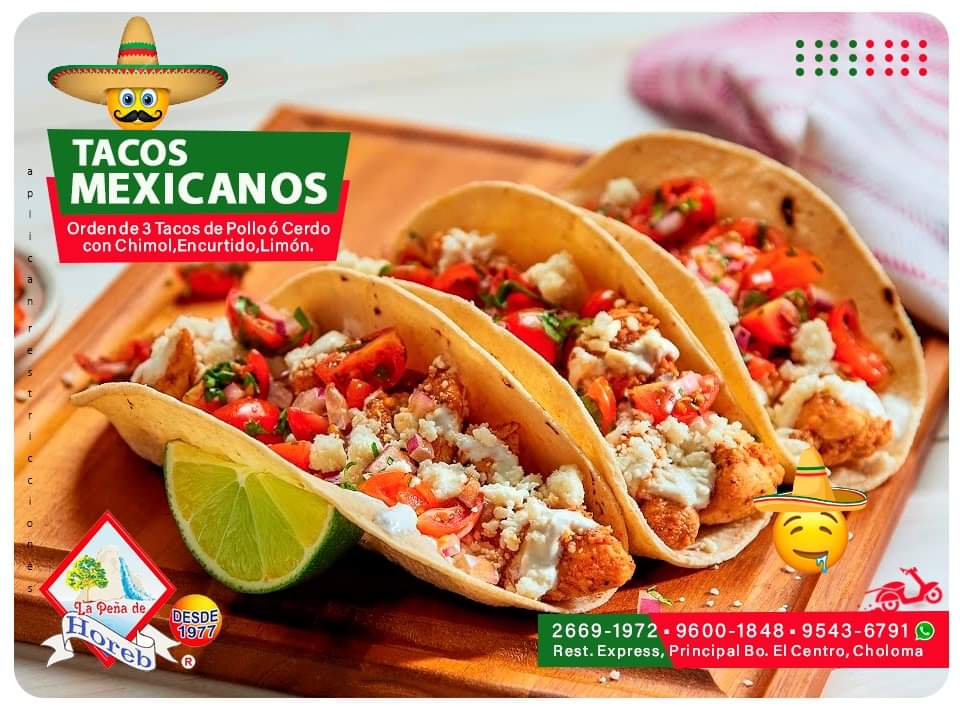 TACOS
MEXICANOS
Orden de 3 Tacos de Pollo ó Cerdo
con Chimol,Encurtido,Limón.
aplican restricciones
La Peña de
Horeb
DESDE
1977
®
2669-1972 ▪ 9600-1848 ▪ 9543-6791
Rest. Express, Principal Bo. El Centro, Choloma